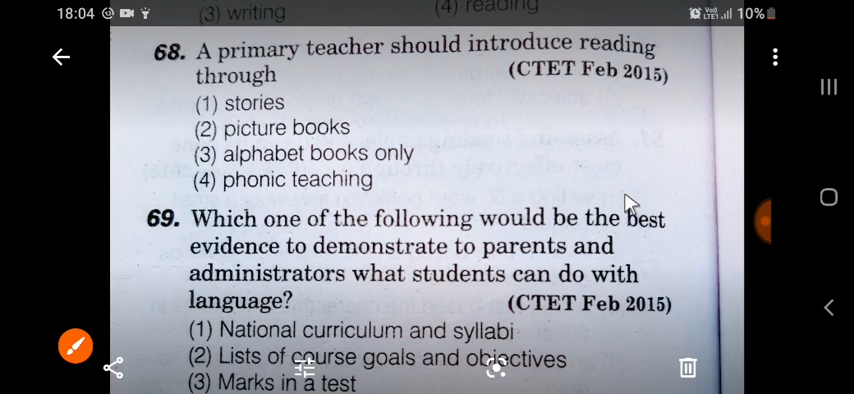 (3) writing
(4) reading
18:04
Vo)) LTE1 10%
68. A primary teacher should introduce reading
through (CTET Feb 2015)
(1) stories
(2) picture books
(3) alphabet books only
(4) phonic teaching
69. Which one of the following would be the best
evidence to demonstrate to parents and
administrators what students can do with
language? (CTET Feb 2015)
(1) National curriculum and syllabi
(2) Lists of course goals and objectives
(3) Marks in a test